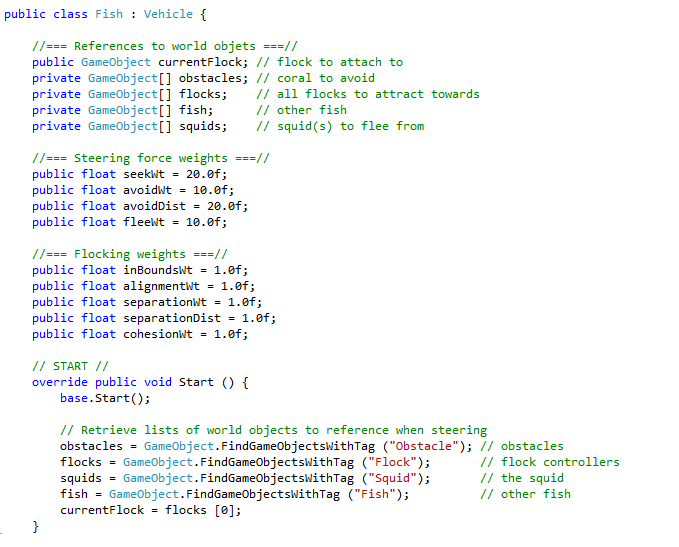 public class Fish : Vehicle {
//=== References to world objets ===//
public GameObject currentFlock; // flock to attach to
private GameObject[] obstacles; // coral to avoid
private GameObject[] flocks;    // all flocks to attract towards
private GameObject[] fish;      // other fish
private GameObject[] squids;    // squid(s) to flee from
//=== Steering force weights ===//
public float seekWt = 20.0f;
public float avoidWt = 10.0f;
public float avoidDist = 20.0f;
public float fleeWt = 10.0f;
//=== Flocking weights ===//
public float inBoundsWt = 1.0f;
public float alignmentWt = 1.0f;
public float separationWt = 1.0f;
public float separationDist = 1.0f;
public float cohesionWt = 1.0f;
// START //
override public void Start () {
base.Start();
// Retrieve lists of world objects to reference when steering
obstacles = GameObject.FindGameObjectsWithTag ("Obstacle"); // obstacles
flocks = GameObject.FindGameObjectsWithTag ("Flock");       // flock controllers
squids = GameObject.FindGameObjectsWithTag ("Squid");       // the squid
fish = GameObject.FindGameObjectsWithTag ("Fish");          // other fish
currentFlock = flocks [0];
}